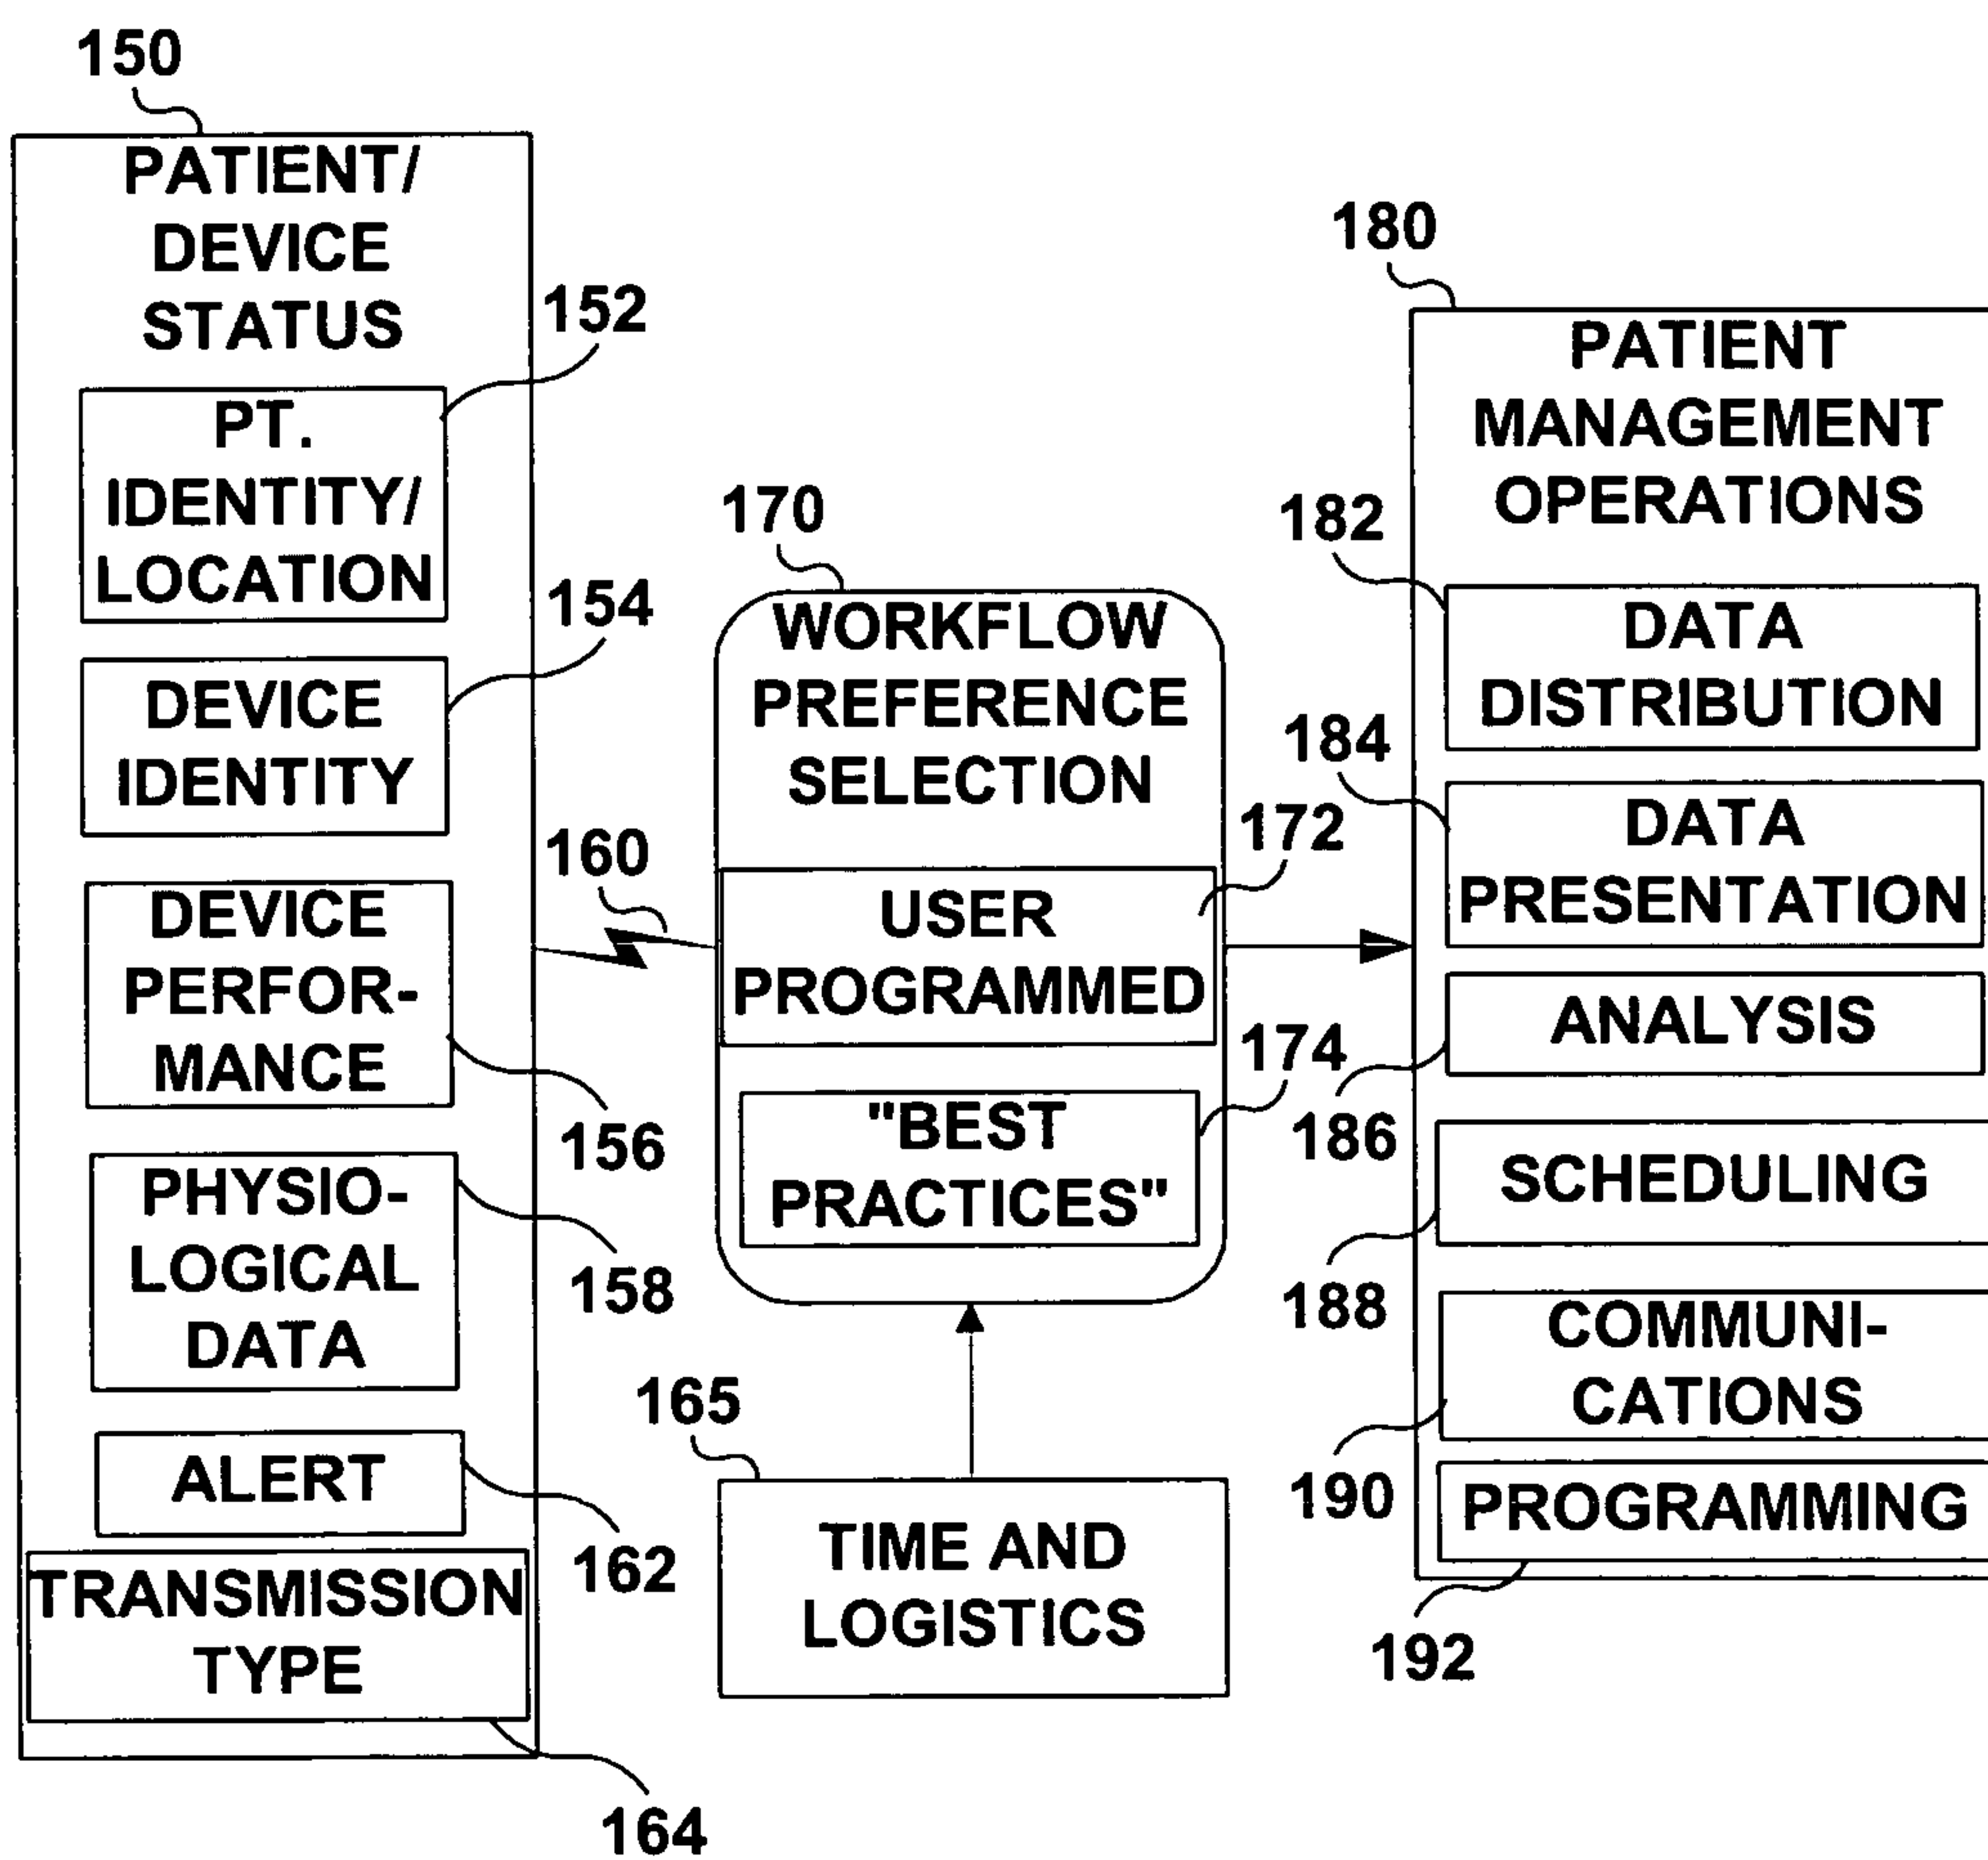 150
PATIENT/
DEVICE
STATUS
152
PT.
IDENTITY/
LOCATION
154
DEVICE
IDENTITY
160
DEVICE
PERFOR-
MANCE
156
PHYSIO-
LOGICAL
DATA
158
ALERT
162
TRANSMISSION
TYPE
164
170
WORKFLOW
PREFERENCE
SELECTION
172
USER
PROGRAMMED
174
"BEST
PRACTICES"
165
TIME AND
LOGISTICS
180
PATIENT
MANAGEMENT
OPERATIONS
182
DATA
DISTRIBUTION
184
DATA
PRESENTATION
ANALYSIS
186
SCHEDULING
188
COMMUNI-
CATIONS
190
PROGRAMMING
192